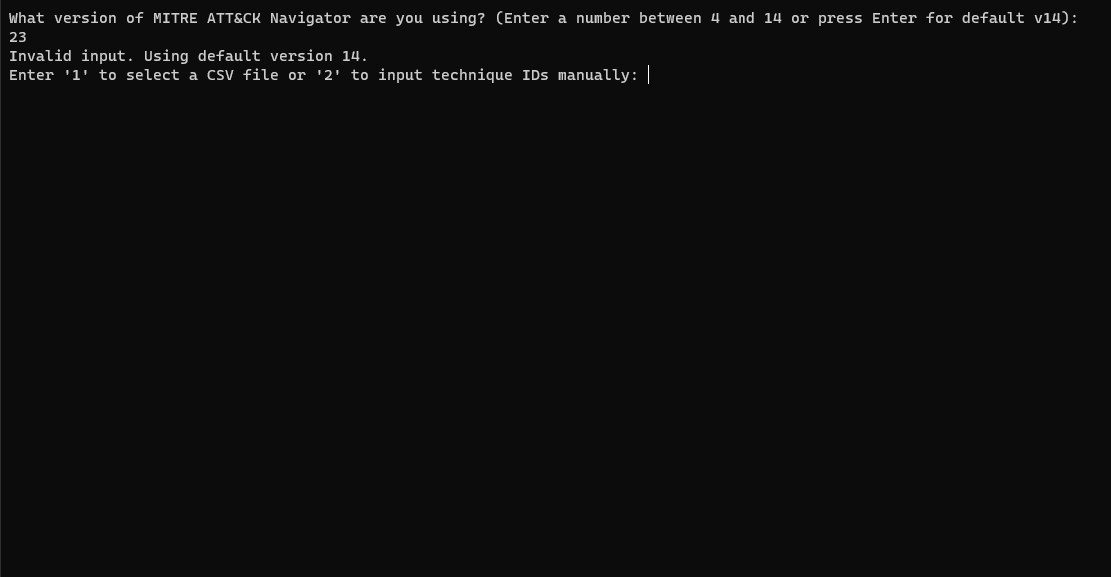 What version of MITRE ATT&CK Navigator are you using? (Enter a number between 4 and 14 or press Enter for default v14):
23
Invalid input. Using default version 14.
Enter '1' to select a CSV file or '2' to input technique IDs manually: